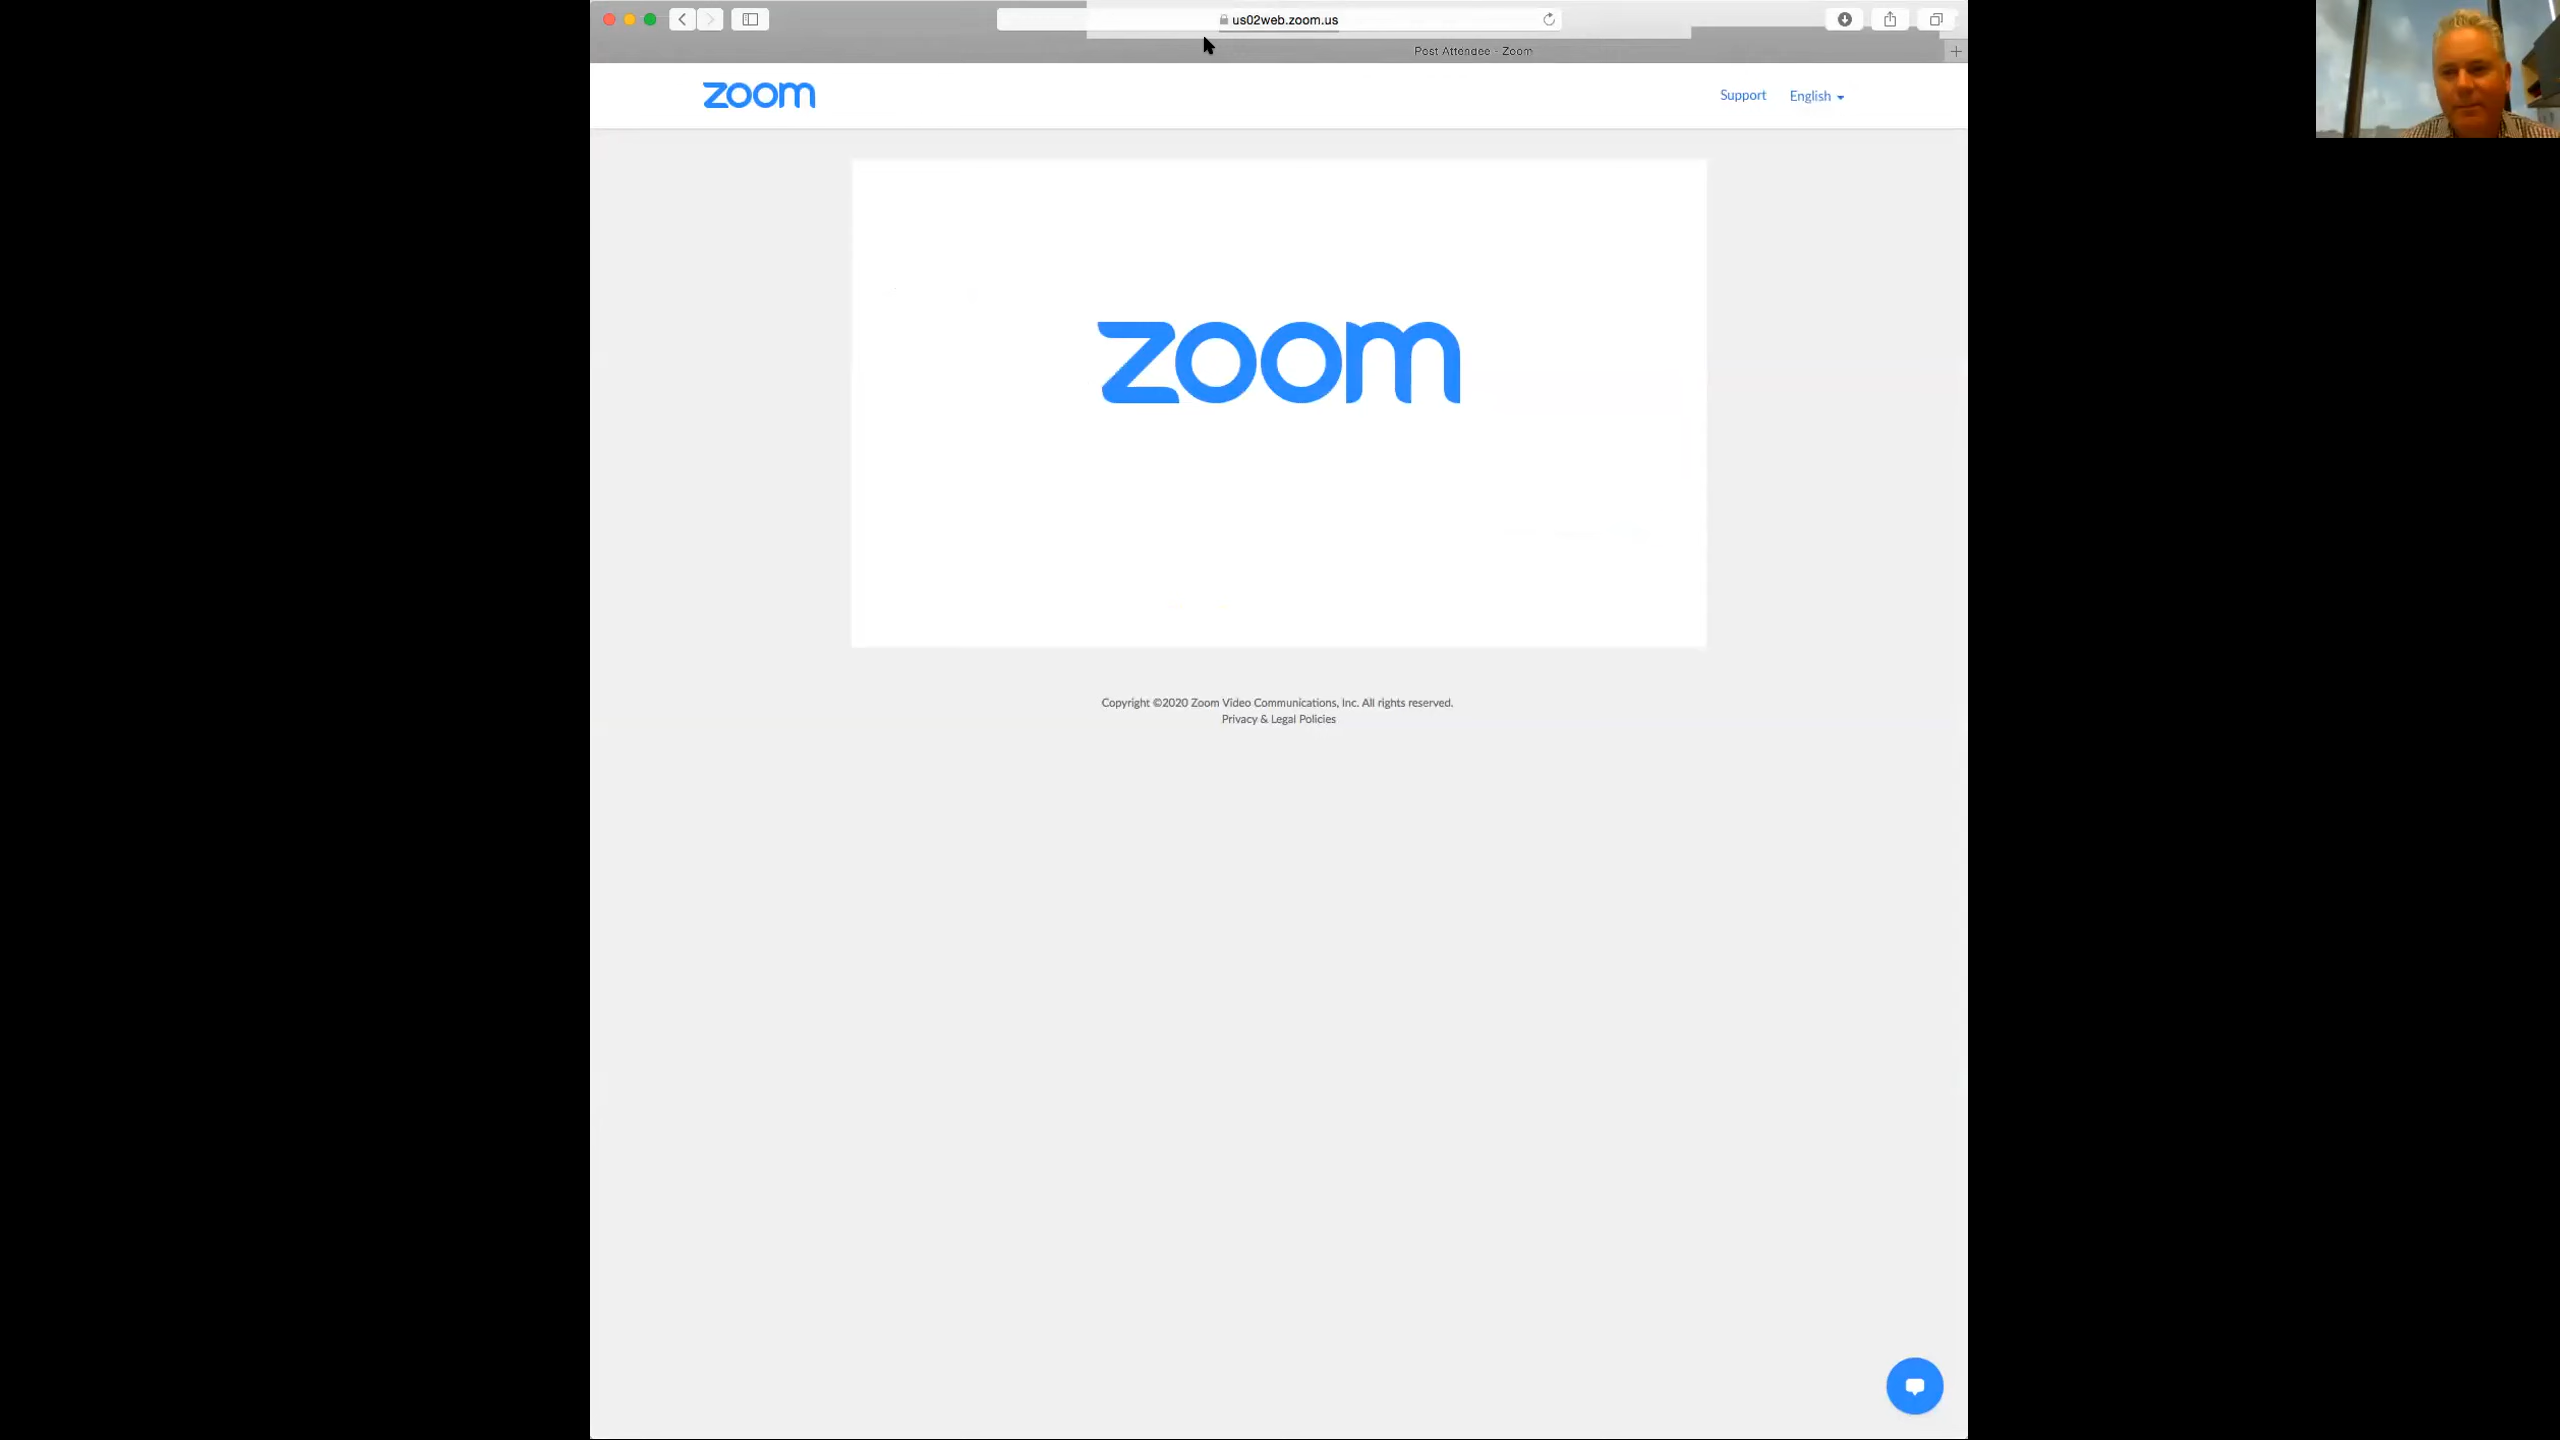 us02web.zoom.us
Post Attendee - Zoom
zoom
Support
English
zoom
Copyright ©2020 Zoom Video Communications, Inc. All rights reserved.
Privacy & Legal Policies